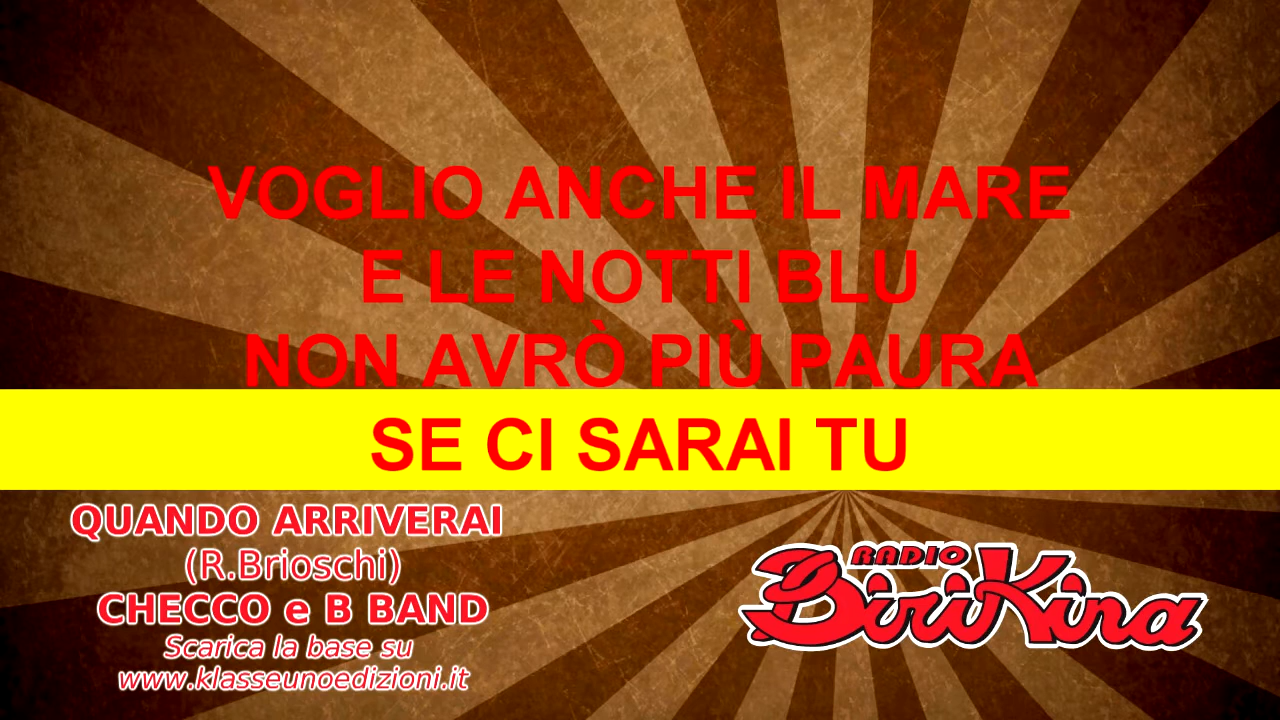 VOGLIO ANCHE IL MARE
E LE NOTTI BLU
NON AVRÒ PIÙ PAURA
SE CI SARAI TU
QUANDO ARRIVERAI
(R.Brioschi)
CHECCO e B BAND
Scarica la base su
www.klasseunoedizioni.it
RADIO
BiriKina